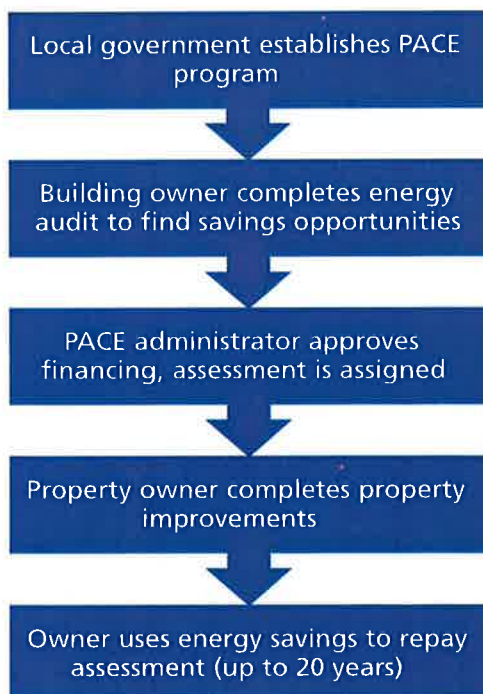 Local government establishes PACE
program
Building owner completes energy
audit to find savings opportunities
PACE administrator approves
financing, assessment is assigned
Property owner completes property
improvements
Owner uses energy savings to repay
assessment (up to 20 years)